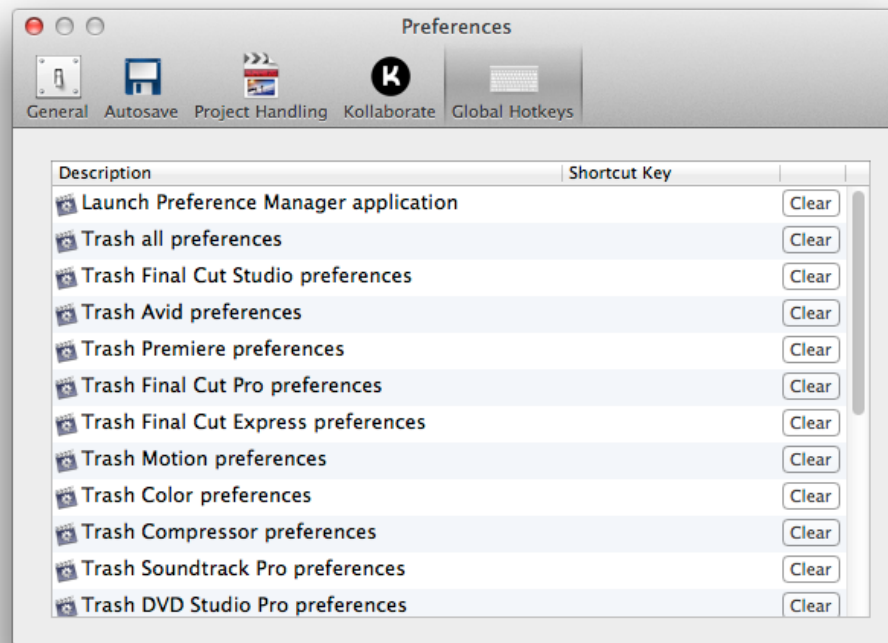 Preferences
General Autosave Project Handling Kollaborate Global Hotkeys
Description Shortcut Key
Launch Preference Manager application Clear
Trash all preferences Clear
Trash Final Cut Studio preferences Clear
Trash Avid preferences Clear
Trash Premiere preferences Clear
Trash Final Cut Pro preferences Clear
Trash Final Cut Express preferences Clear
Trash Motion preferences Clear
Trash Color preferences Clear
Trash Compressor preferences Clear
Trash Soundtrack Pro preferences Clear
Trash DVD Studio Pro preferences Clear